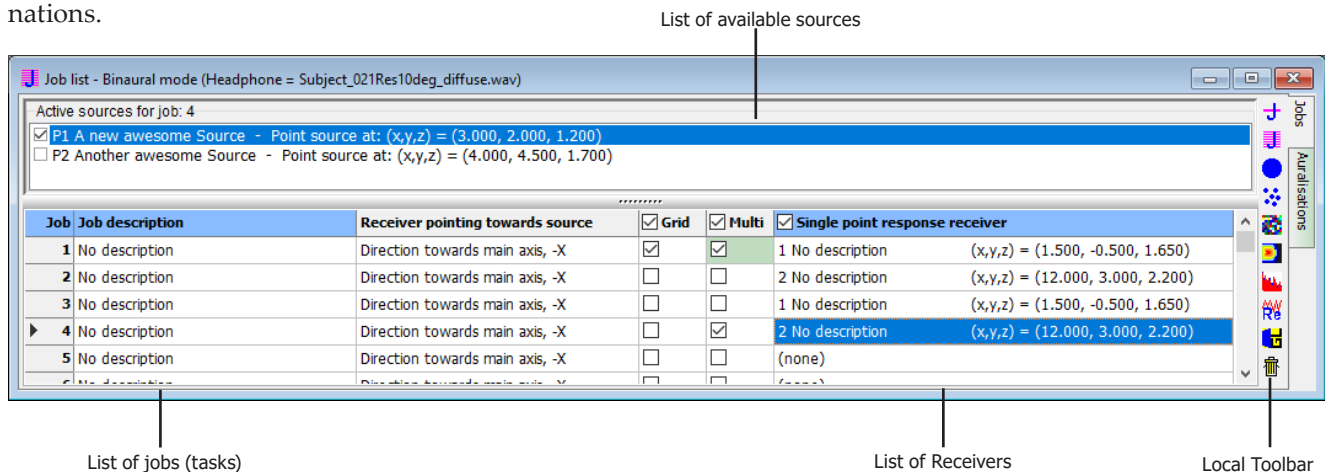 nations.
List of available sources
Job list - Binaural mode (Headphone = Subject_021Res10deg_diffuse.wav)
Active sources for job: 4
P1 A new awesome Source - Point source at: (x,y,z) = (3.000, 2.000, 1.200)
P2 Another awesome Source - Point source at: (x,y,z) = (4.000, 4.500, 1.700)
Jobs
Auralisations
Job Job description Receiver pointing towards source Grid Multi Single point response receiver
1 No description Direction towards main axis, -X 1 No description (x,y,z) = (1.500, -0.500, 1.650)
2 No description Direction towards main axis, -X 2 No description (x,y,z) = (12.000, 3.000, 2.200)
3 No description Direction towards main axis, -X 1 No description (x,y,z) = (1.500, -0.500, 1.650)
4 No description Direction towards main axis, -X 2 No description (x,y,z) = (12.000, 3.000, 2.200)
5 No description Direction towards main axis, -X (none)
List of jobs (tasks)
List of Receivers
Local Toolbar